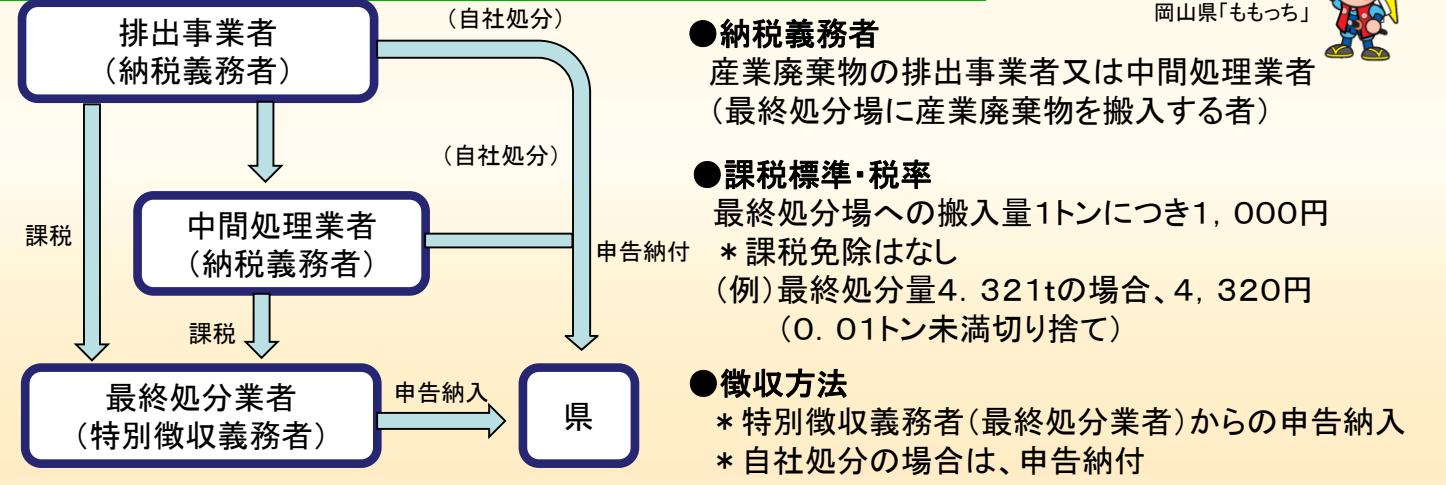 岡山県「ももっち」
(自社処分)
排出事業者
(納税義務者)
(自社処分)
中間処理業者
(納税義務者)
課税
申告納付
課税
最終処分業者
(特別徴収義務者)
申告納入
県
●納税義務者
産業廃棄物の排出事業者又は中間処理業者
(最終処分場に産業廃棄物を搬入する者)
●課税標準・税率
最終処分場への搬入量1トンにつき1,000円
*課税免除はなし
(例)最終処分量4.321tの場合、4,320円
(0.01トン未満切り捨て)
●徴収方法
*特別徴収義務者(最終処分業者)からの申告納入
*自社処分の場合は、申告納付